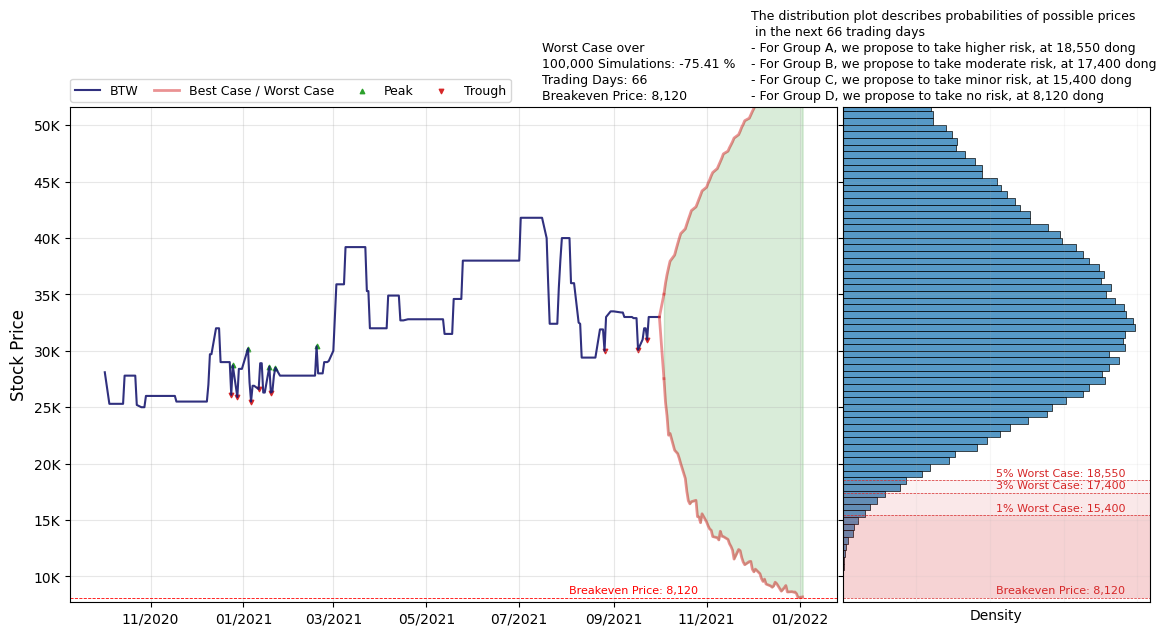 The distribution plot describes probabilities of possible prices
in the next 66 trading days
- For Group A, we propose to take higher risk, at 18,550 dong
- For Group B, we propose to take moderate risk, at 17,400 dong
- For Group C, we propose to take minor risk, at 15,400 dong
- For Group D, we propose to take no risk, at 8,120 dong
Worst Case over
100,000 Simulations: -75.41 %
Trading Days: 66
Breakeven Price: 8,120
BTW
Best Case / Worst Case
Peak
Trough
Stock Price
50K
45K
40K
35K
30K
25K
20K
15K
10K
Breakeven Price: 8,120
11/2020
01/2021
03/2021
05/2021
07/2021
09/2021
11/2021
01/2022
5% Worst Case: 18,550
3% Worst Case: 17,400
1% Worst Case: 15,400
Breakeven Price: 8,120
Density